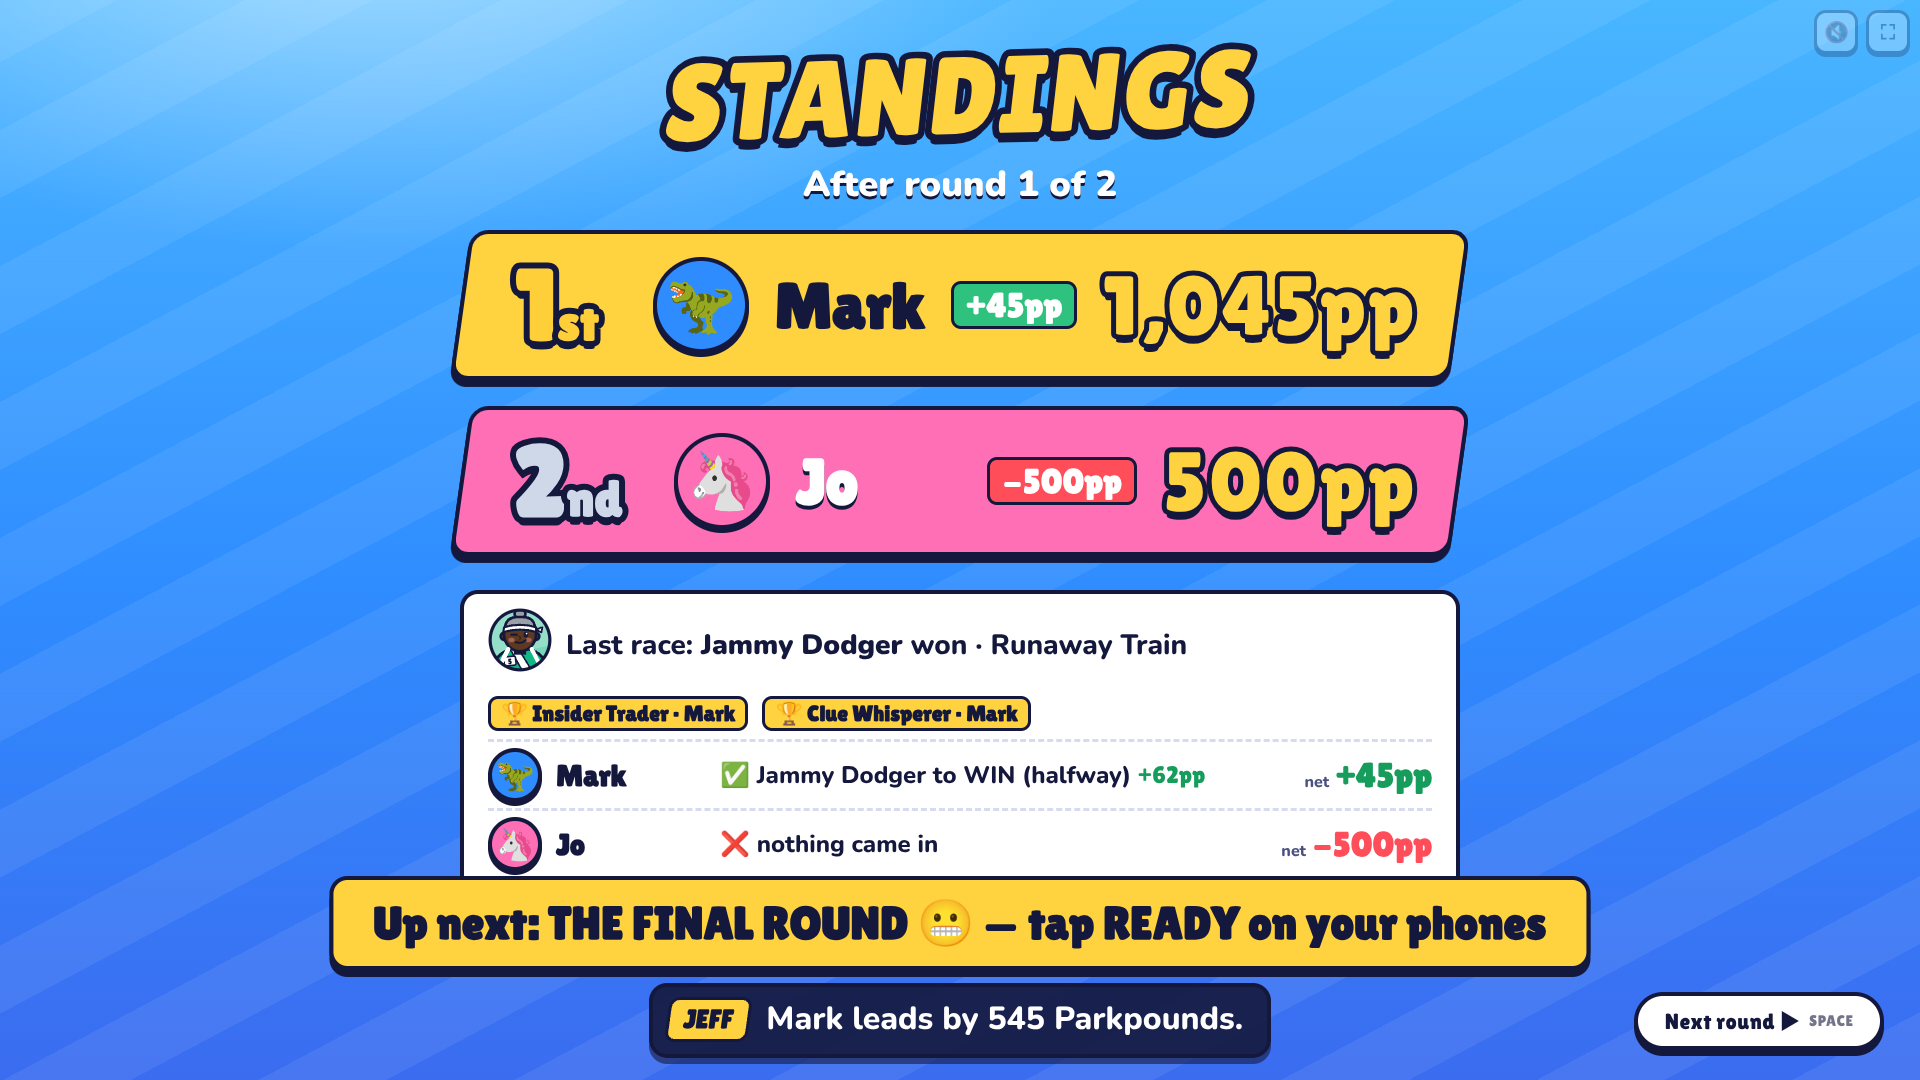 STANDINGS
After round 1 of 2
1st Mark +45pp 1,045pp
2nd Jo -500pp 500pp
Last race: Jammy Dodger won · Runaway Train
🏆 Insider Trader · Mark 🏆 Clue Whisperer · Mark
Mark ✅ Jammy Dodger to WIN (halfway) +62pp net +45pp
Jo ❌ nothing came in net -500pp
Up next: THE FINAL ROUND 😬 — tap READY on your phones
JEFF Mark leads by 545 Parkpounds.
Next round ▶ SPACE